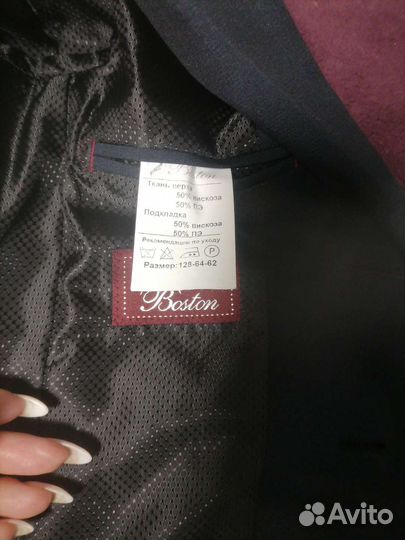 Boston
Ткань верха
50% вискоза
50% ПЭ
Подкладка
50% вискоза
50% ПЭ
Рекомендации по уходу
P
Размер: 128-64-62
Boston
Avito